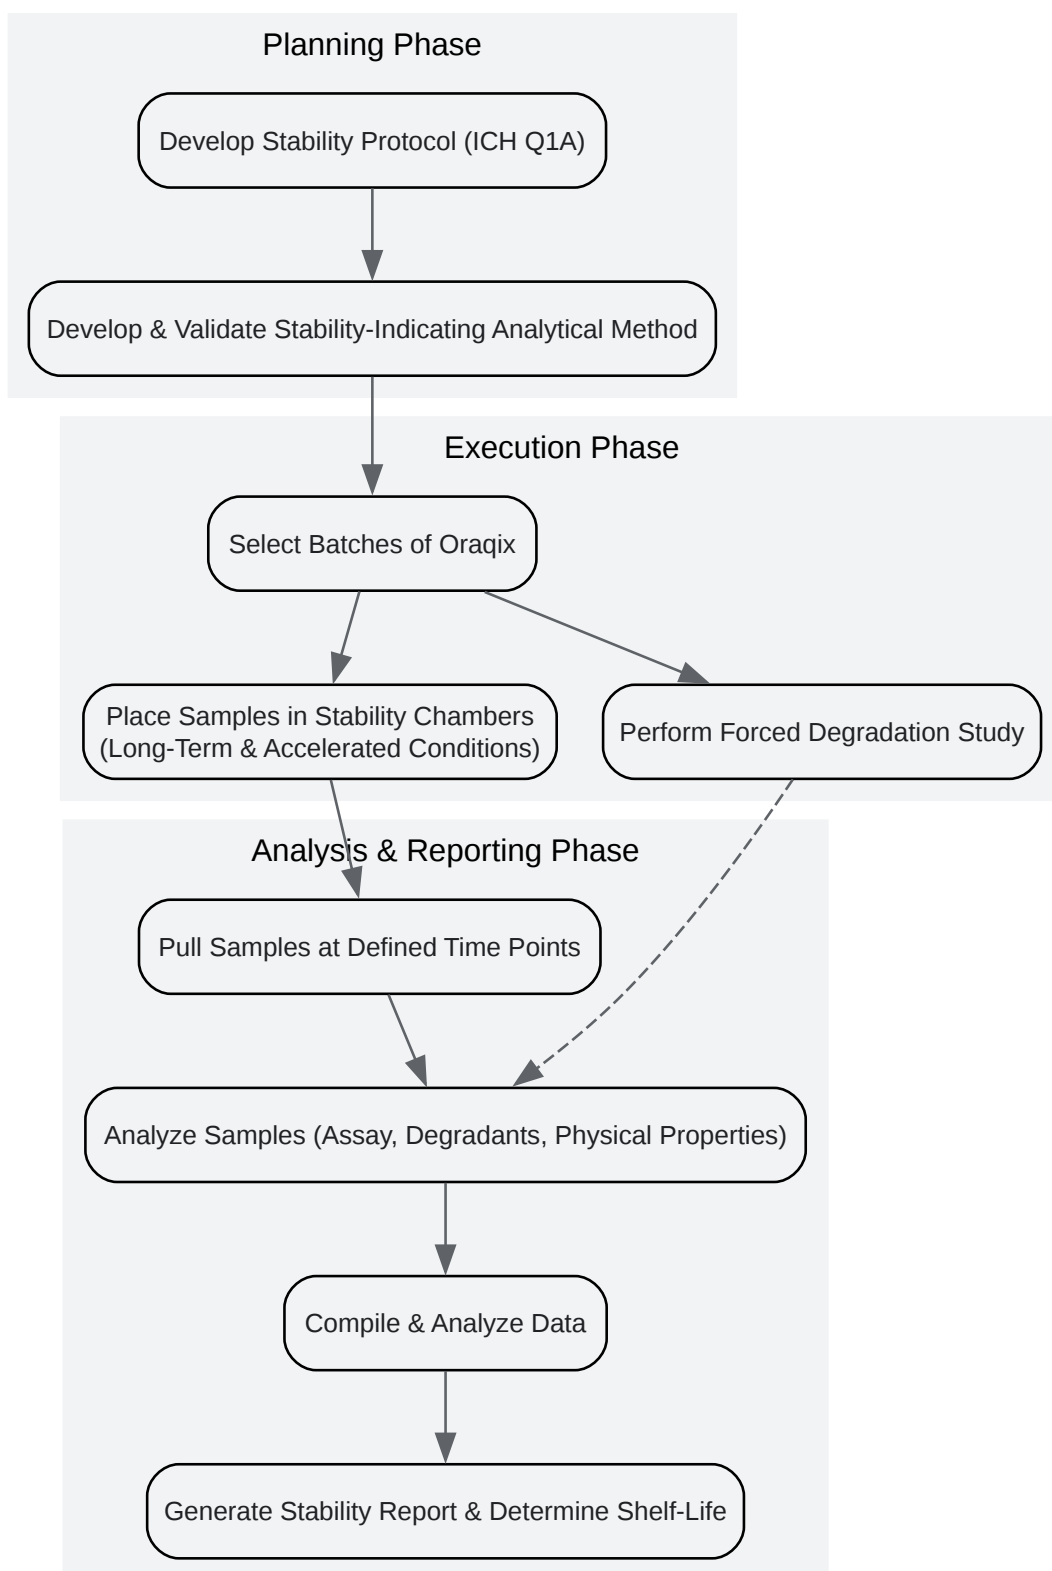 Planning Phase
Develop Stability Protocol (ICH Q1A)
Develop & Validate Stability-Indicating Analytical Method
Execution Phase
Select Batches of Oraqix
Place Samples in Stability Chambers
(Long-Term & Accelerated Conditions)
Perform Forced Degradation Study
Analysis & Reporting Phase
Pull Samples at Defined Time Points
Analyze Samples (Assay, Degradants, Physical Properties)
Compile & Analyze Data
Generate Stability Report & Determine Shelf-Life